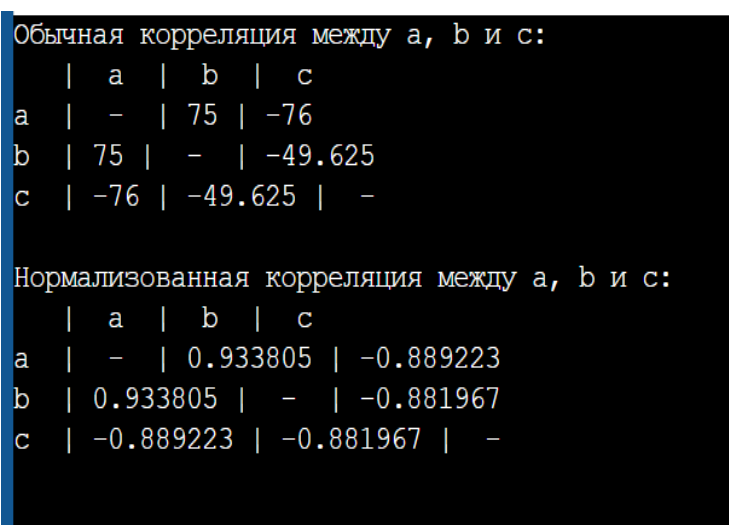 Обычная корреляция между a, b и c:
   |  a  |  b  |  c
a  |  -  | 75 | -76
b  | 75 |  -  | -49.625
c  | -76 | -49.625 |  -

Нормализованная корреляция между a, b и c:
   |  a  |  b  |  c
a  |  -  | 0.933805 | -0.889223
b  | 0.933805 |  -  | -0.881967
c  | -0.889223 | -0.881967 |  -